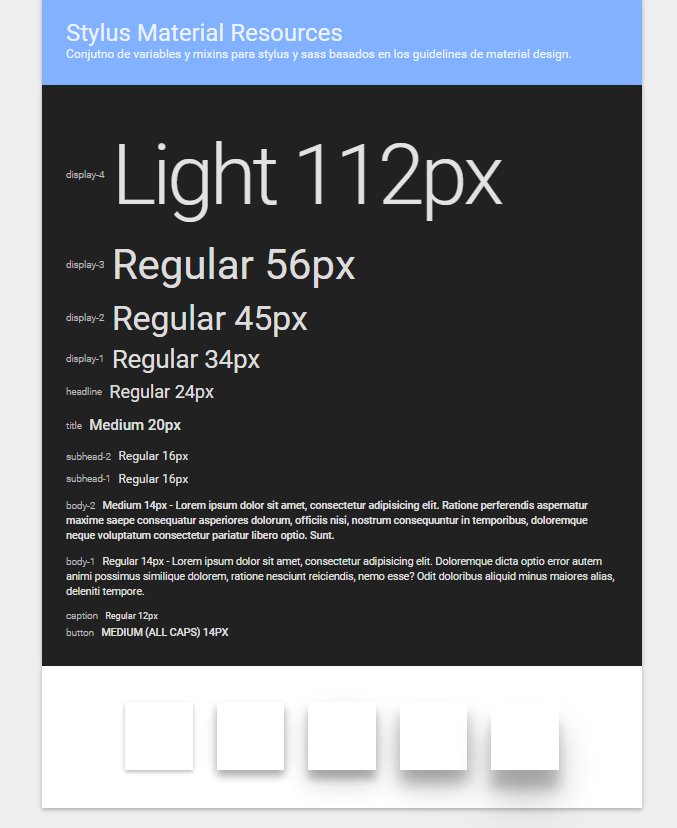 Stylus Material Resources
Conjutno de variables y mixins para stylus y sass basados en los guidelines de material design.
display-4 Light 112px
display-3 Regular 56px
display-2 Regular 45px
display-1 Regular 34px
headline Regular 24px
title Medium 20px
subhead-2 Regular 16px
subhead-1 Regular 16px
body-2 Medium 14px - Lorem ipsum dolor sit amet, consectetur adipisicing elit. Ratione perferendis aspernatur
maxime saepe consequatur asperiores dolorum, officiis nisi, nostrum consequuntur in temporibus, doloremque
neque voluptatum consectetur pariatur libero optio. Sunt.
body-1 Regular 14px - Lorem ipsum dolor sit amet, consectetur adipisicing elit. Doloremque dicta optio error autem
animi possimus similique dolorem, ratione nesciunt reiciendis, nemo esse? Odit doloribus aliquid minus maiores alias,
deleniti tempore.
caption Regular 12px
button MEDIUM (ALL CAPS) 14PX